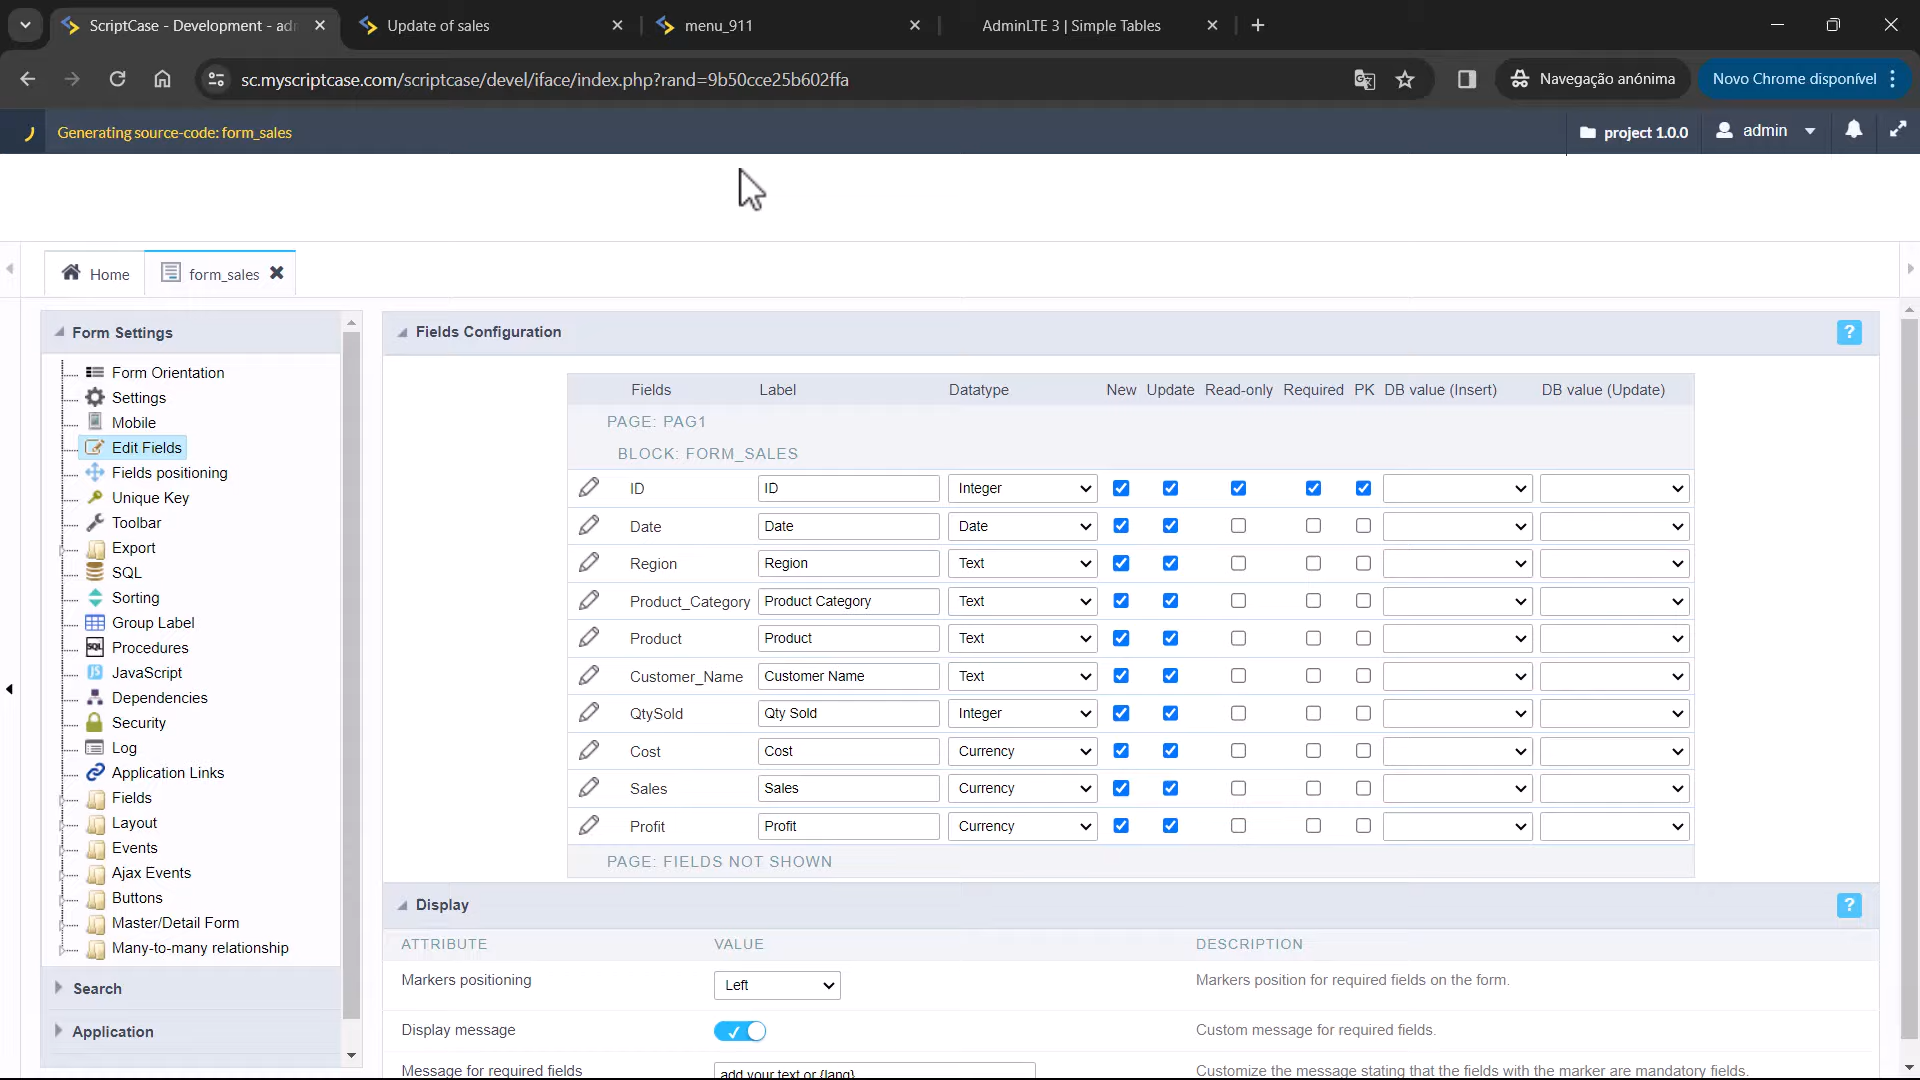 ScriptCase - Development - adm
Update of sales
menu_911
AdminLTE 3 | Simple Tables
sc.myscriptcase.com/scriptcase/devel/iface/index.php?rand=9b50cce25b602ffa
Navegação anónima
Novo Chrome disponível
Generating source-code: form_sales
project 1.0.0
admin
Home
form_sales
Form Settings
Form Orientation
Settings
Mobile
Edit Fields
Fields positioning
Unique Key
Toolbar
Export
SQL
Sorting
Group Label
Procedures
JavaScript
Dependencies
Security
Log
Application Links
Fields
Layout
Events
Ajax Events
Buttons
Master/Detail Form
Many-to-many relationship
Search
Application
Fields Configuration ?
Fields Label Datatype New Update Read-only Required PK DB value (Insert) DB value (Update)
PAGE: PAG1
BLOCK: FORM_SALES
ID ID Integer
Date Date Date
Region Region Text
Product_Category Product Category Text
Product Product Text
Customer_Name Customer Name Text
QtySold Qty Sold Integer
Cost Cost Currency
Sales Sales Currency
Profit Profit Currency
PAGE: FIELDS NOT SHOWN
Display ?
ATTRIBUTE VALUE DESCRIPTION
Markers positioning Left Markers position for required fields on the form.
Display message Custom message for required fields.
Message for required fields add your text or {lang} Customize the message stating that the fields with the marker are mandatory fields.